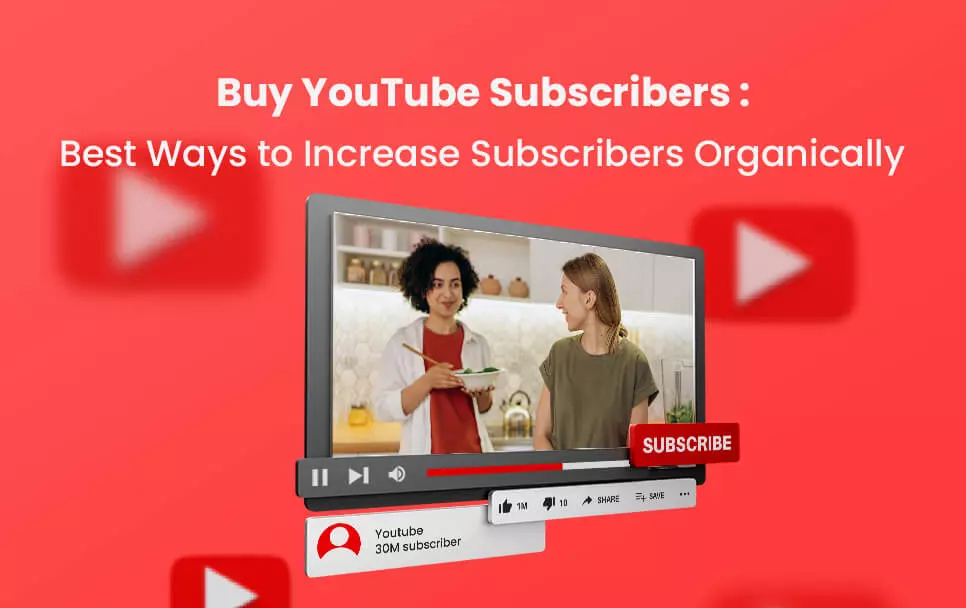 Buy YouTube Subscribers :
Best Ways to Increase Subscribers Organically
SUBSCRIBE
1M 10 SHARE SAVE
Youtube
30M subscriber